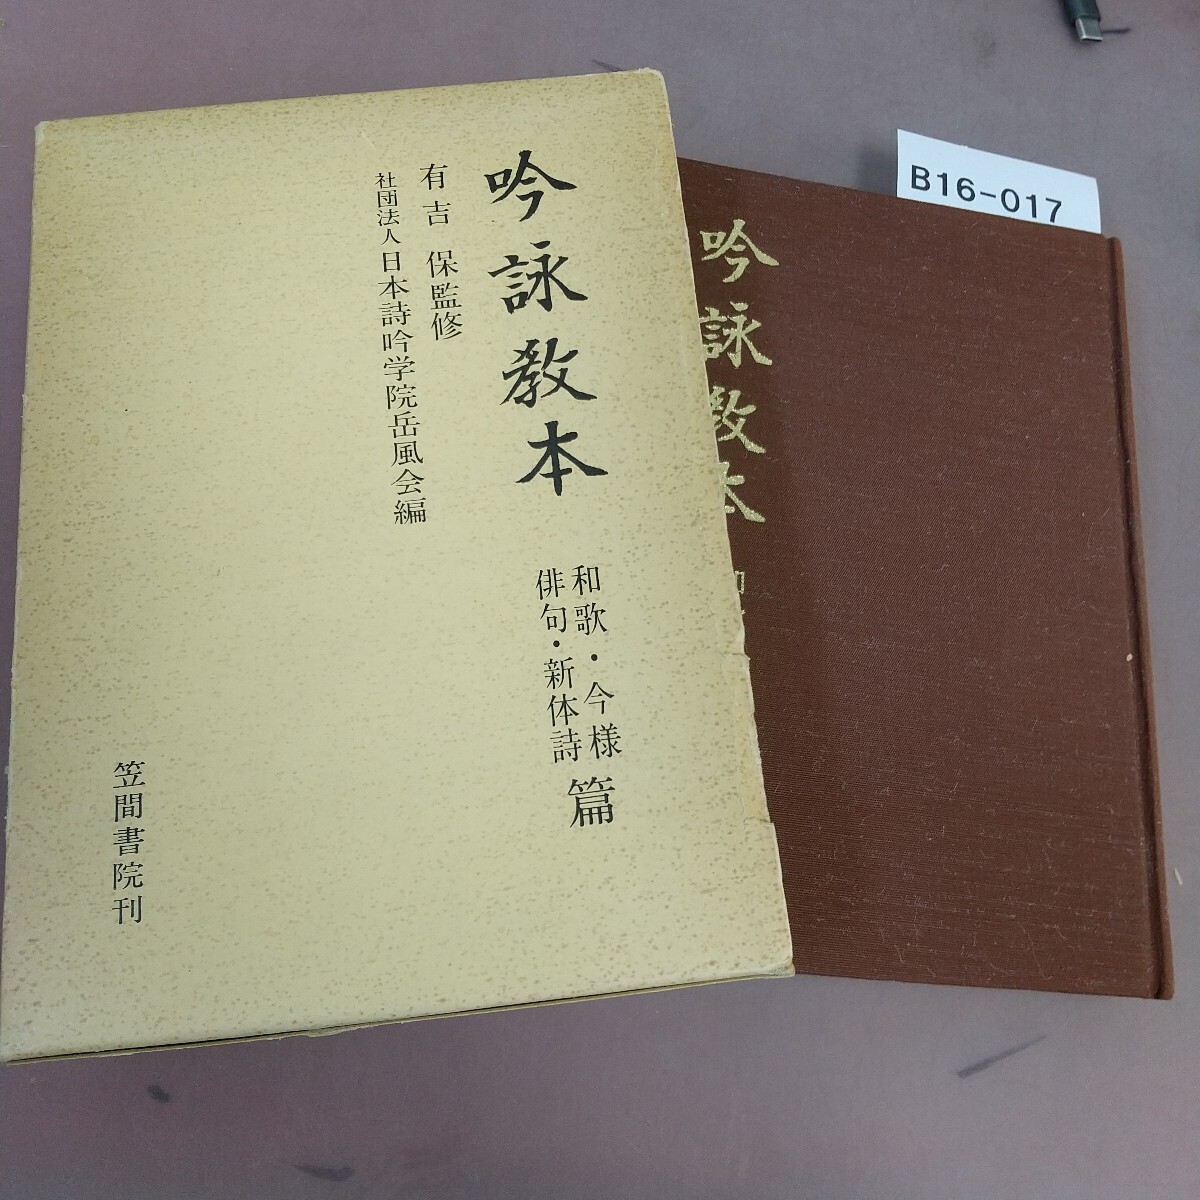 吟詠教本
和歌・今様
俳句・新体詩
篇
有吉 保監修
社団法人日本詩吟学院岳風会編
笠間書院刊
B16-017
吟詠教本